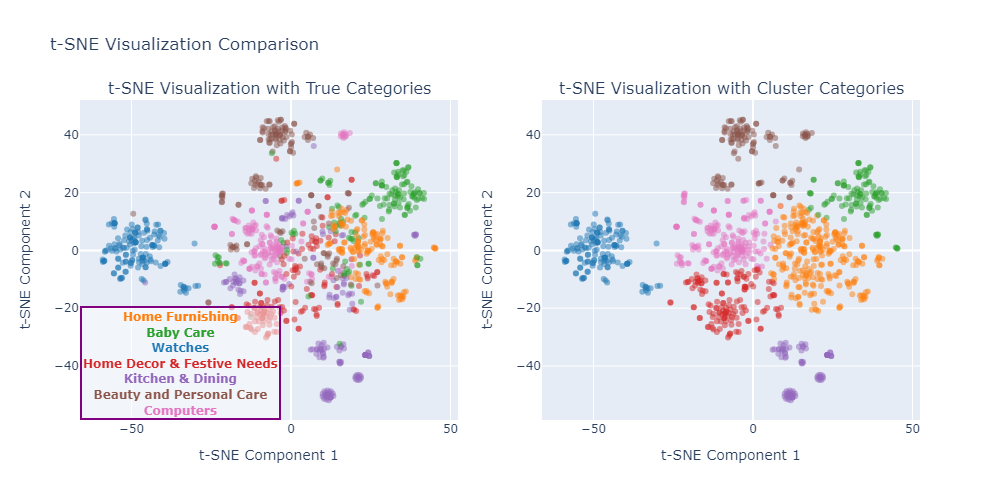 t-SNE Visualization Comparison
t-SNE Visualization with True Categories
t-SNE Visualization with Cluster Categories
t-SNE Component 2
40
20
0
−20
−40
Home Furnishing
Baby Care
Watches
Home Decor & Festive Needs
Kitchen & Dining
Beauty and Personal Care
Computers
−50
0
50
t-SNE Component 1
t-SNE Component 2
40
20
0
−20
−40
−50
0
50
t-SNE Component 1